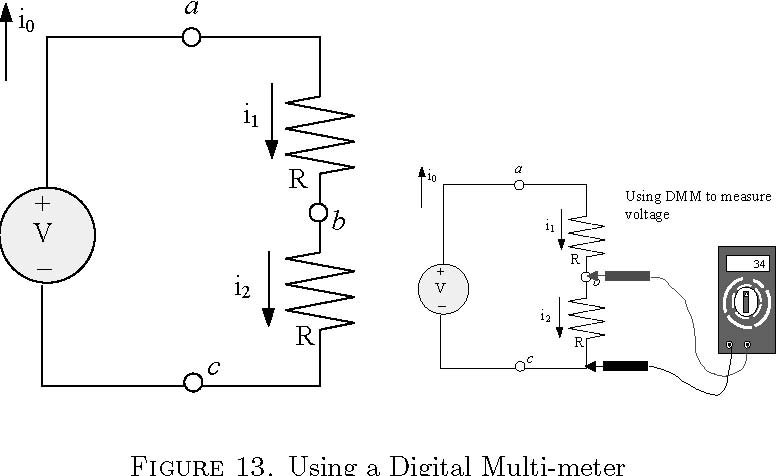 i0
a
+
V
−
i1
R
b
i2
R
c
i0
a
+
V
−
i1
R
b
i2
R
c
Using DMM to measure
voltage
34
FIGURE 13. Using a Digital Multi-meter